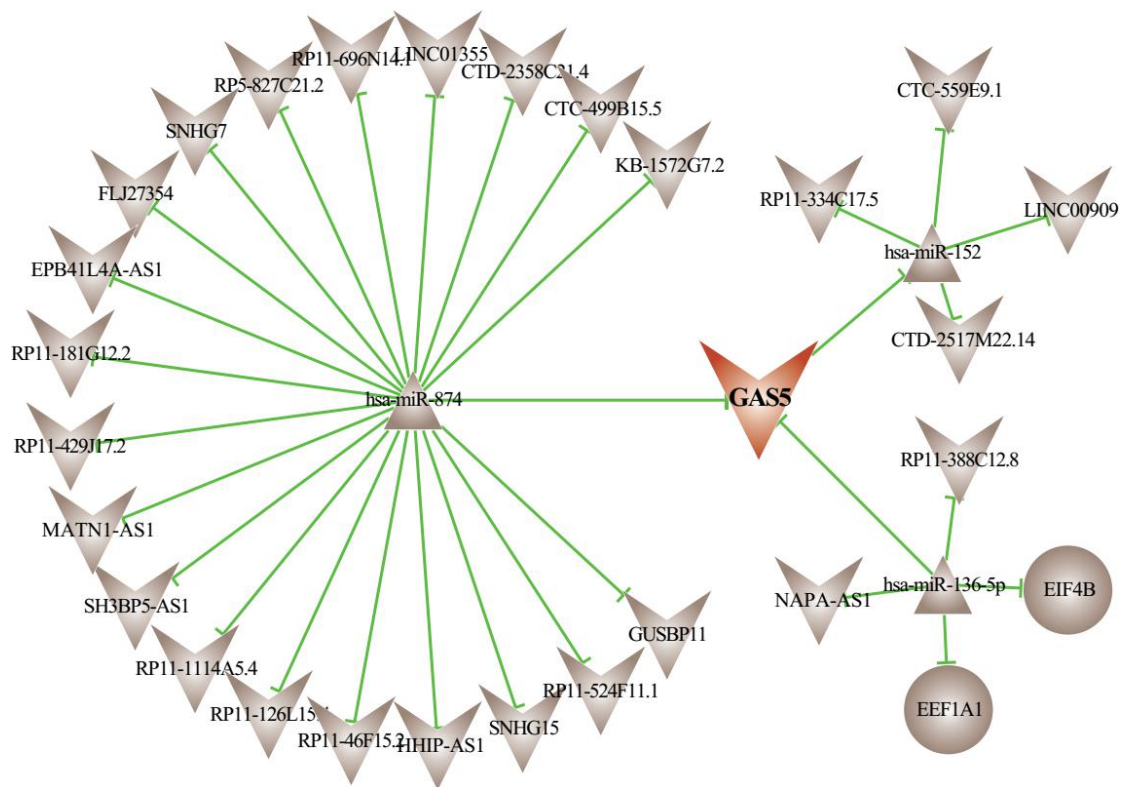 LINC01355
RP11-696N14.1
CTD-2358C21.4
RP5-827C21.2
CTC-499B15.5
SNHG7
KB-1572G7.2
FLJ27354
EPB41L4A-AS1
RP11-181G12.2
hsa-miR-874
RP11-429J17.2
MATN1-AS1
SH3BP5-AS1
RP11-1114A5.4
RP11-46F15.2
HHIP-AS1
SNHG15
RP11-524F11.1
GUSBP11
CTC-559E9.1
RP11-334C17.5
LINC00909
hsa-miR-152
CTD-2517M22.14
GAS5
RP11-388C12.8
hsa-miR-136-5p
NAPA-AS1
EIF4B
EEF1A1